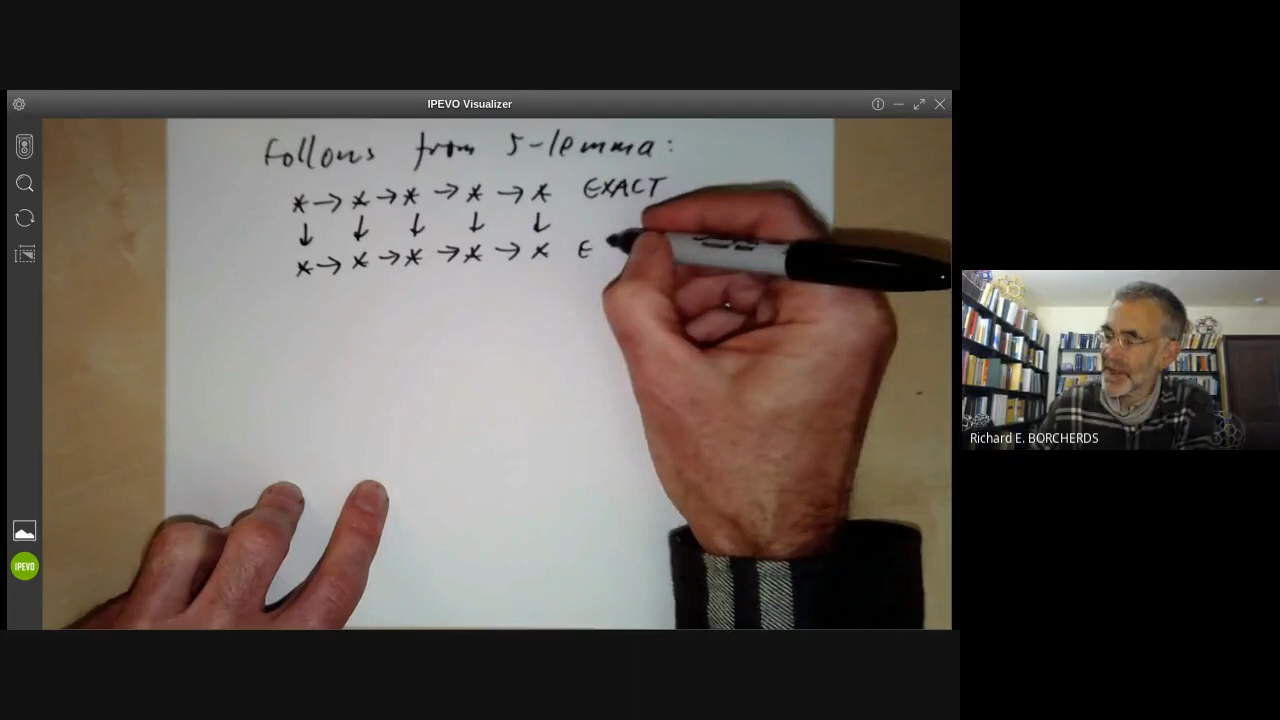 IPEVO Visualizer
Follows from 5-lemma:
* → * → * → * → * EXACT
↓ ↓ ↓ ↓ ↓
* → * → * → * → * E
IPEVO
Richard E. BORCHERDS